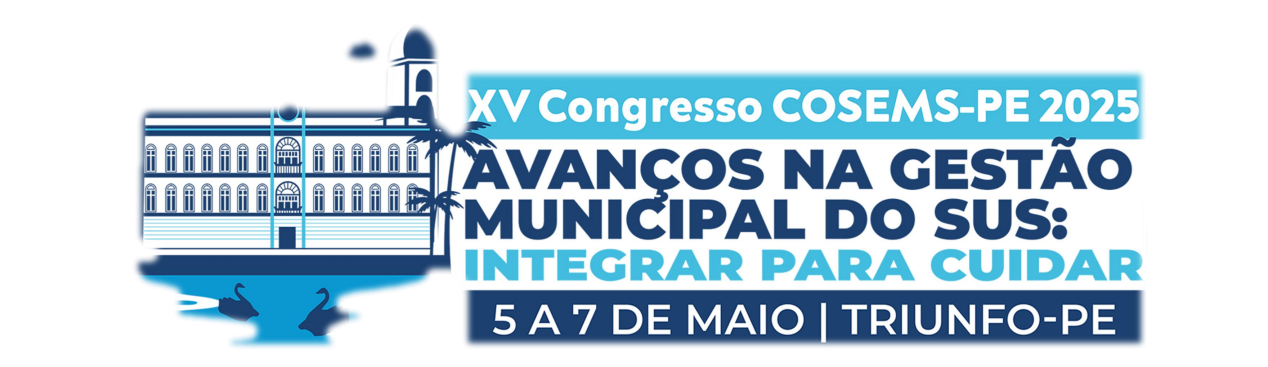 XV Congresso COSEMS-PE 2025
AVANÇOS NA GESTÃO
MUNICIPAL DO SUS:
INTEGRAR PARA CUIDAR
5 A 7 DE MAIO | TRIUNFO-PE